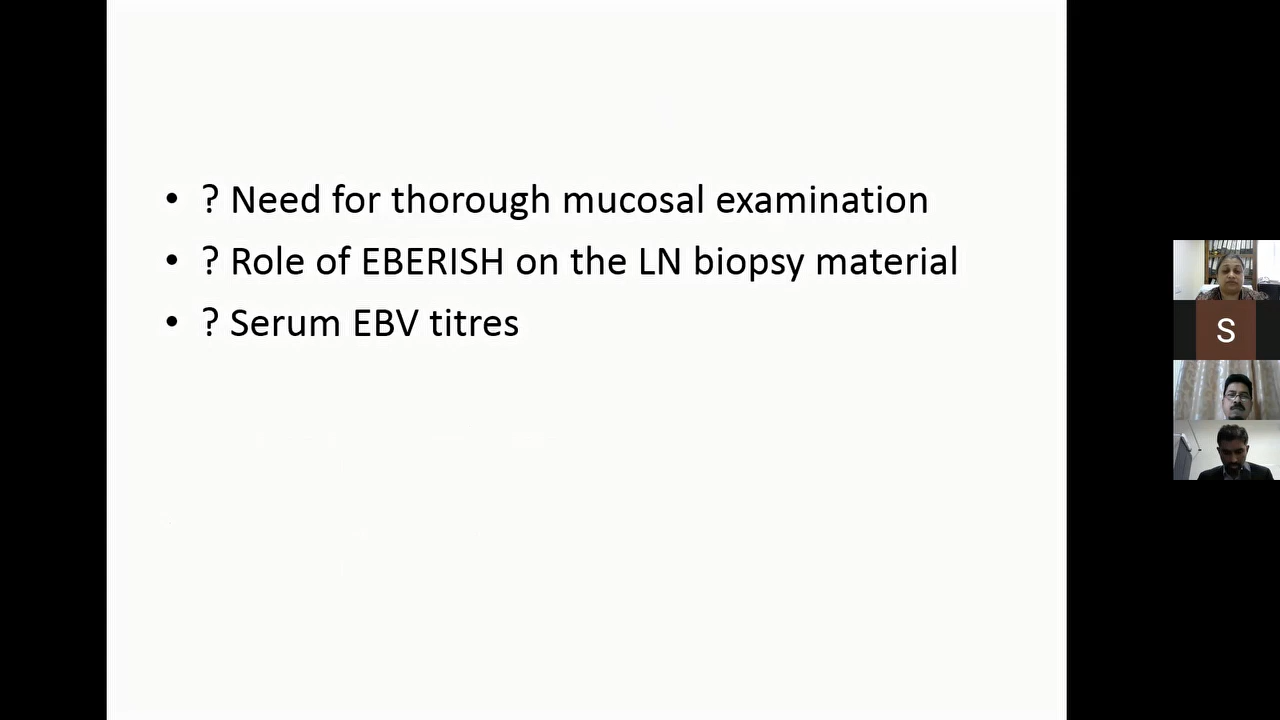 • ? Need for thorough mucosal examination
• ? Role of EBERISH on the LN biopsy material
• ? Serum EBV titres
S